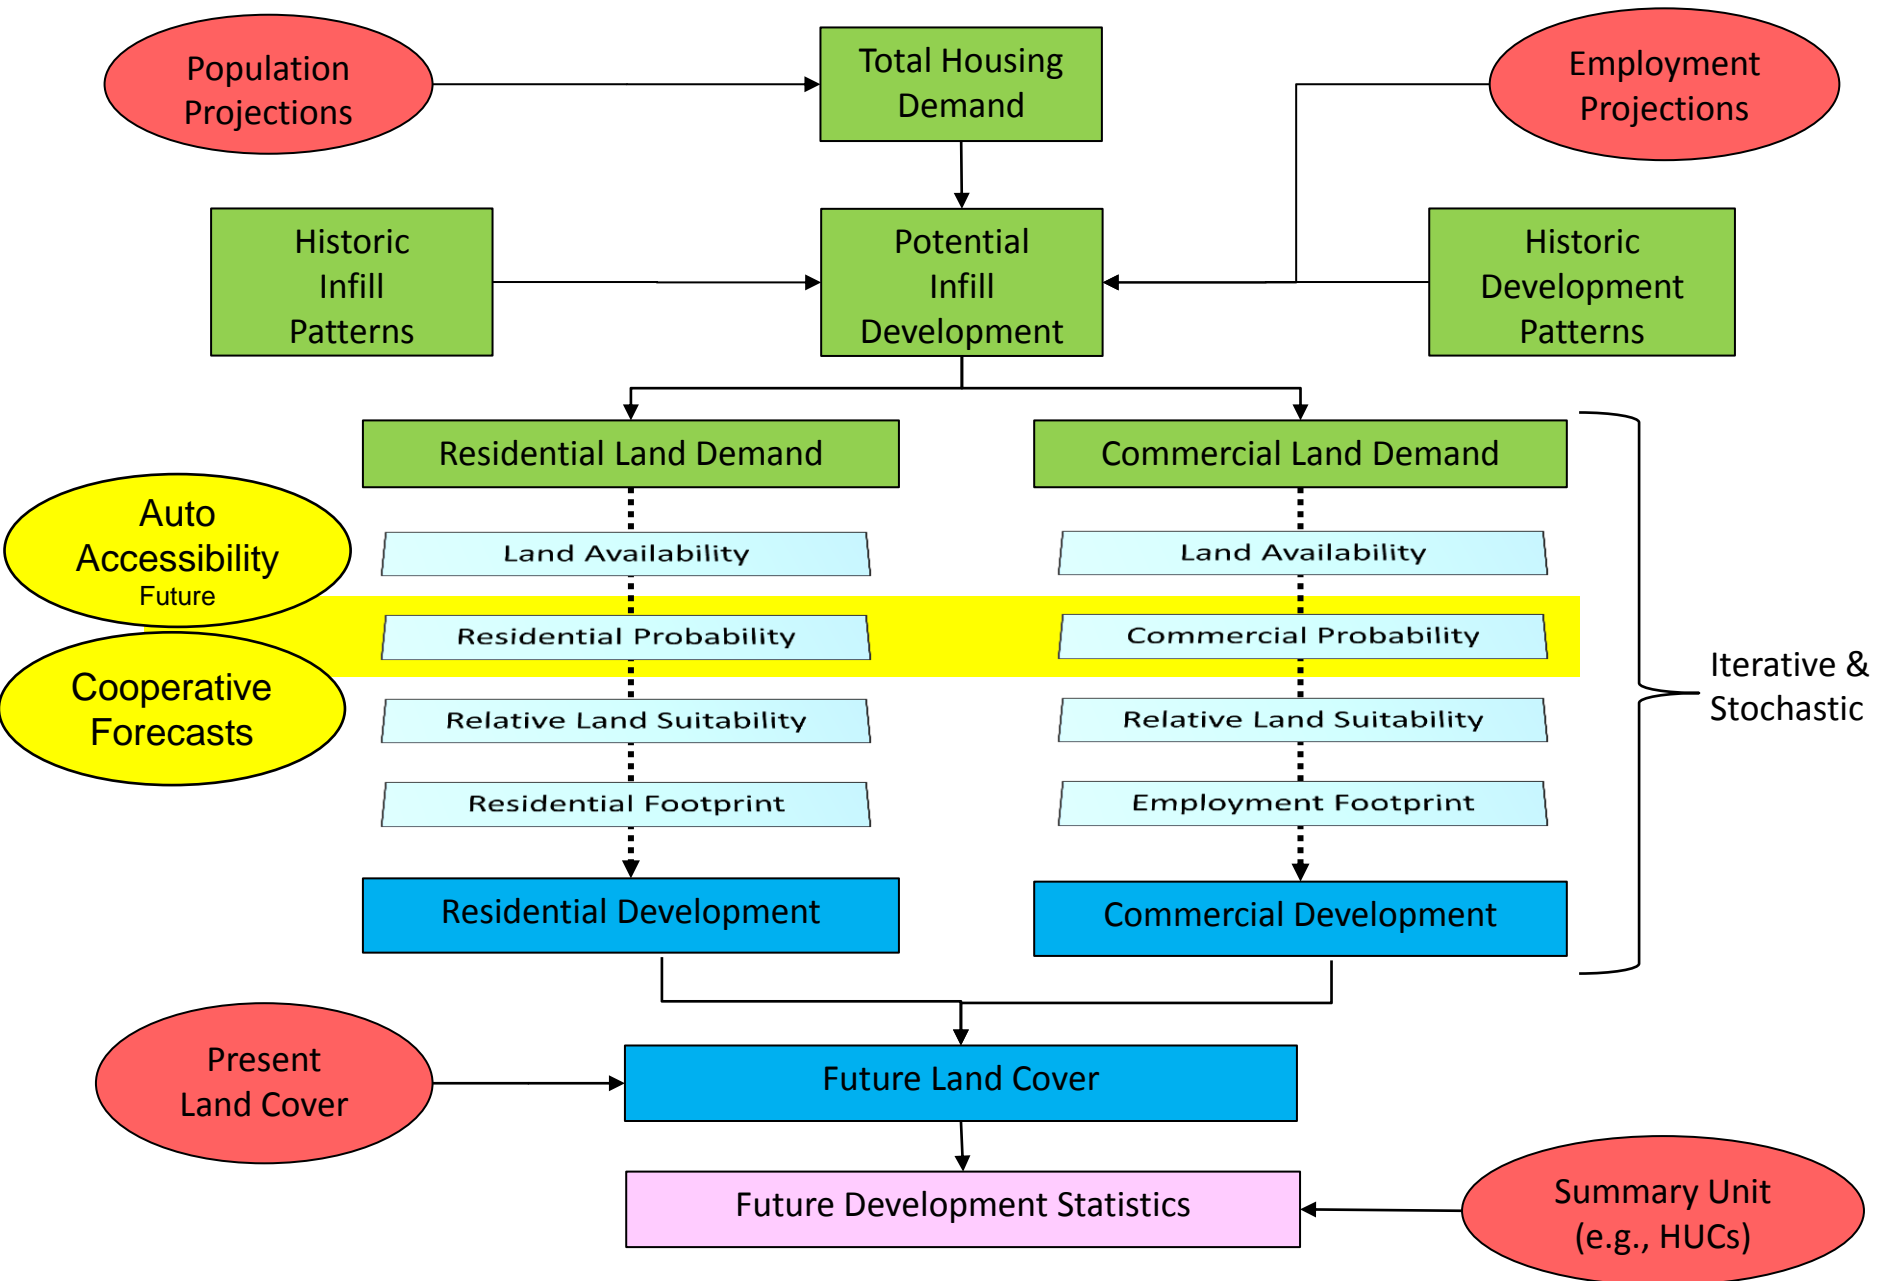 Population
Projections
Total Housing
Demand
Employment
Projections
Historic
Infill
Patterns
Potential
Infill
Development
Historic
Development
Patterns
Residential Land Demand
Commercial Land Demand
Auto
Accessibility
Future
Land Availability
Land Availability
Residential Probability
Commercial Probability
Cooperative
Forecasts
Relative Land Suitability
Relative Land Suitability
Iterative &
Stochastic
Residential Footprint
Employment Footprint
Residential Development
Commercial Development
Present
Land Cover
Future Land Cover
Future Development Statistics
Summary Unit
(e.g., HUCs)